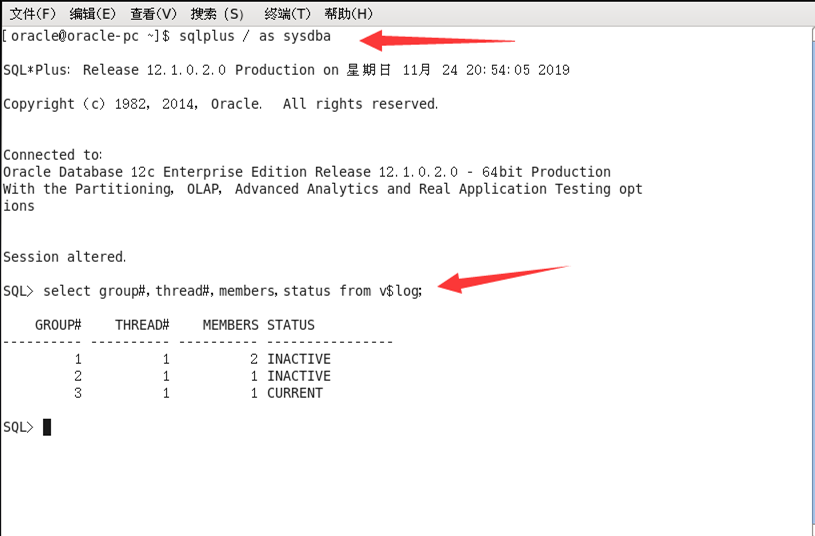 文件(F) 编辑(E) 查看(V) 搜索 (S) 终端(T) 帮助(H)
[oracle@oracle-pc ~]$ sqlplus / as sysdba
SQL*Plus: Release 12.1.0.2.0 Production on 星期日 11月 24 20:54:05 2019
Copyright (c) 1982, 2014, Oracle.  All rights reserved.
Connected to:
Oracle Database 12c Enterprise Edition Release 12.1.0.2.0 - 64bit Production
With the Partitioning, OLAP, Advanced Analytics and Real Application Testing opt
ions
Session altered.
SQL> select group#,thread#,members,status from v$log;
    GROUP#    THREAD#    MEMBERS STATUS
---------- ---------- ---------- ----------------
         1          1          2 INACTIVE
         2          1          1 INACTIVE
         3          1          1 CURRENT
SQL>